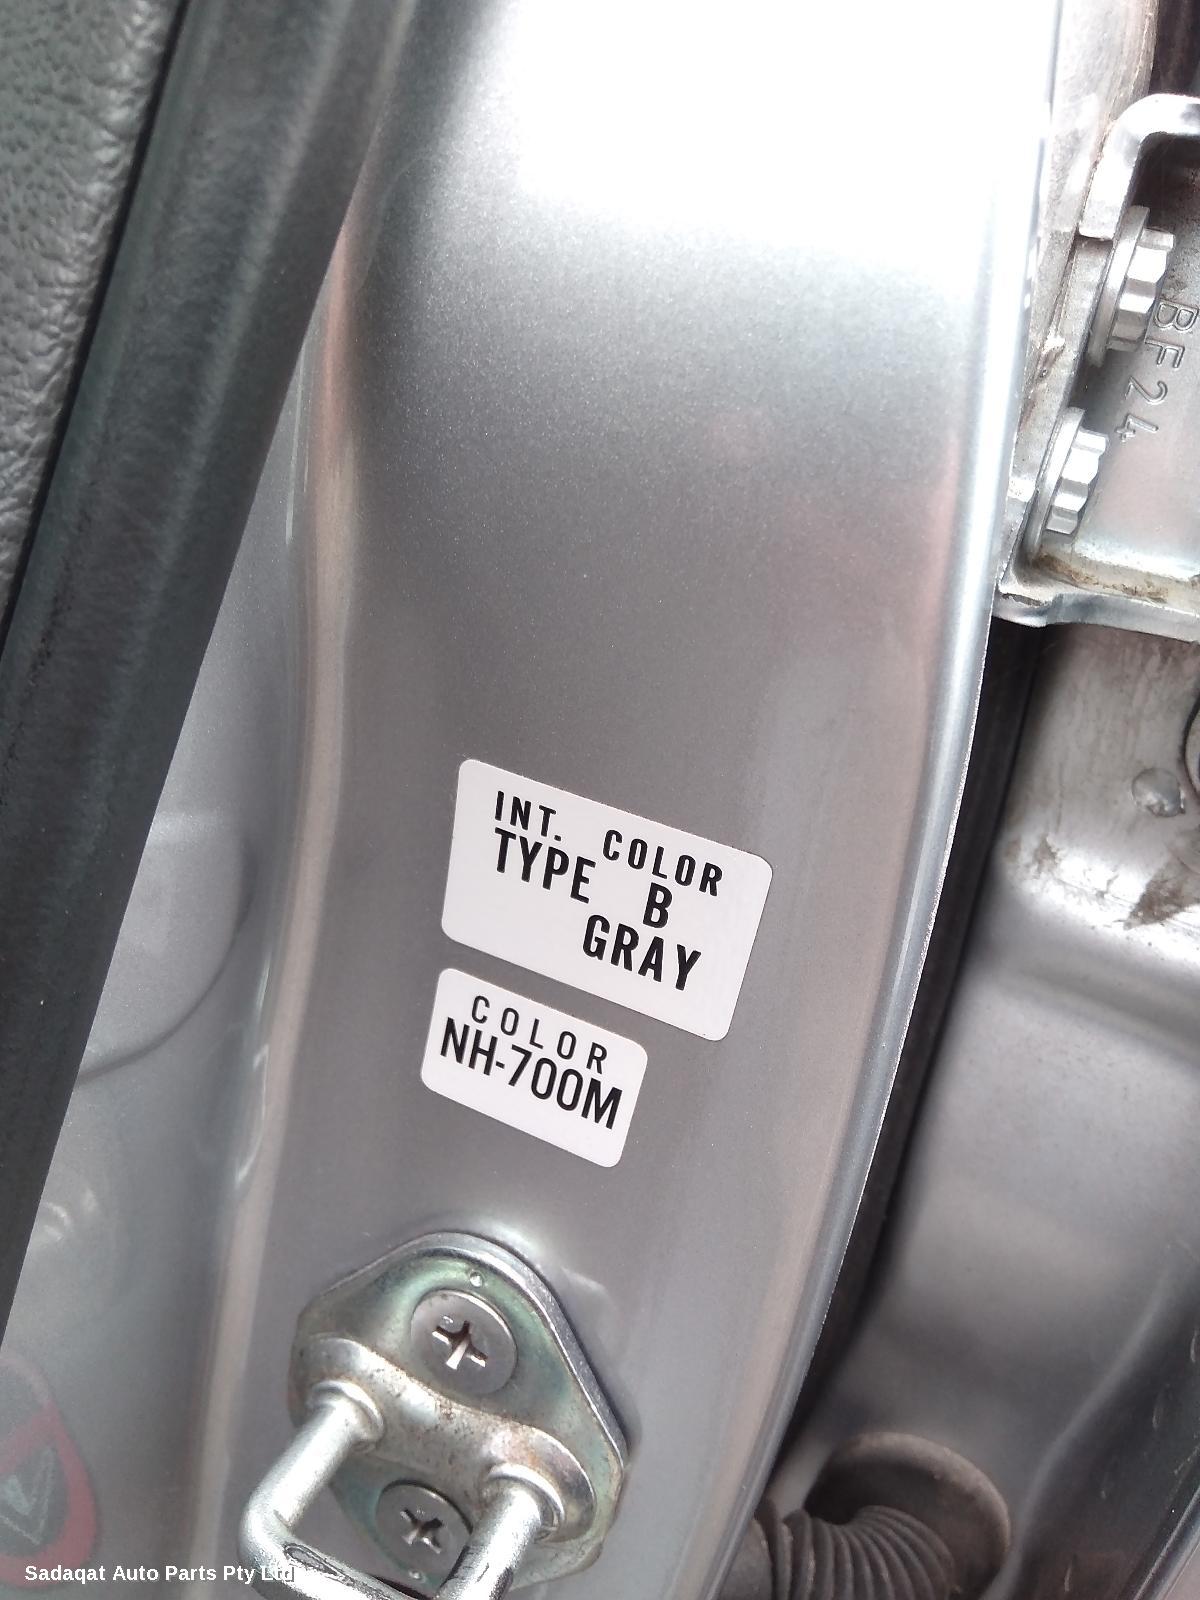 BF24
INT. COLOR
TYPE B
GRAY
COLOR
NH-700M
Sadaqat Auto Parts Pty Ltd